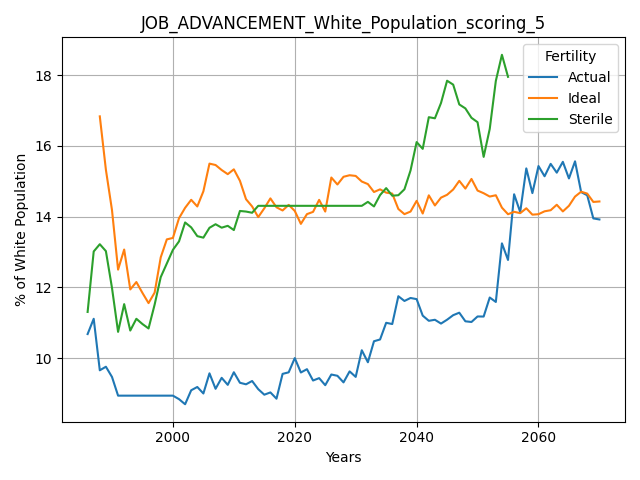 JOB_ADVANCEMENT_White_Population_scoring_5
Fertility
Actual
Ideal
Sterile
% of White Population
18
16
14
12
10
2000 2020 2040 2060
Years